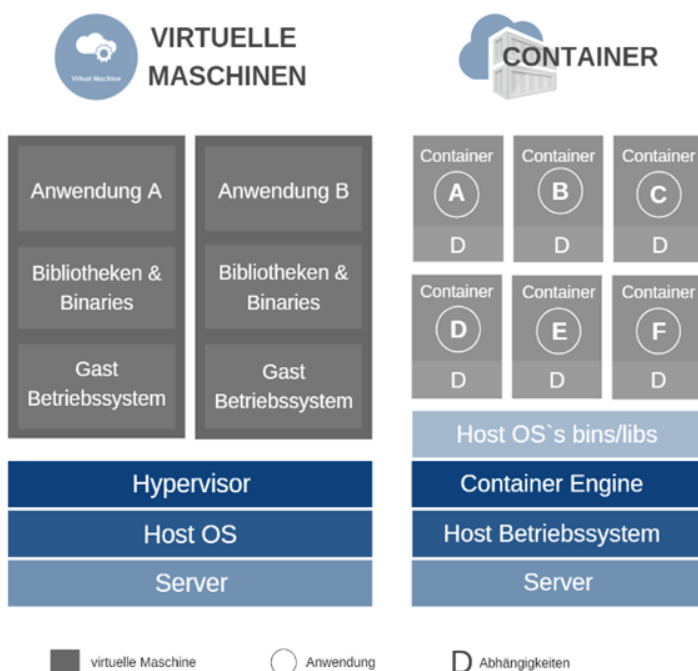 VIRTUELLE
MASCHINEN
Virtual Machine
CONTAINER
Anwendung A
Bibliotheken &
Binaries
Gast
Betriebssystem
Anwendung B
Bibliotheken &
Binaries
Gast
Betriebssystem
Hypervisor
Host OS
Server
Container
A
D
Container
B
D
Container
C
D
Container
D
D
Container
E
D
Container
F
D
Host OS`s bins/libs
Container Engine
Host Betriebssystem
Server
virtuelle Maschine
Anwendung
D Abhängigkeiten